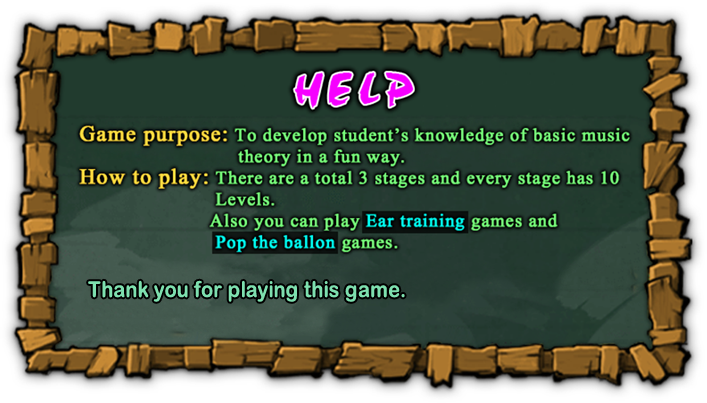 HELP
Game purpose: To develop student's knowledge of basic music
theory in a fun way.
How to play: There are a total 3 stages and every stage has 10
Levels.
Also you can play Ear training games and
Pop the ballon games.
Thank you for playing this game.